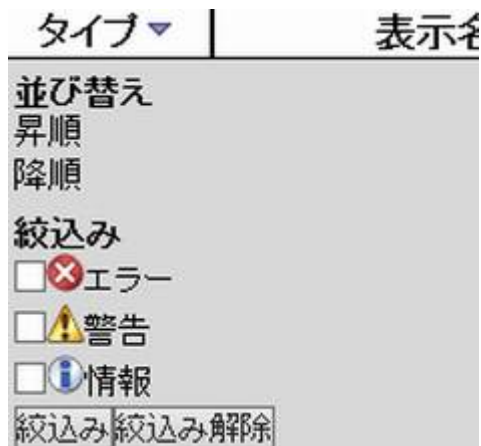 タイプ 表示名
並び替え
昇順
降順
絞込み
エラー
警告
情報
絞込み 絞込み解除